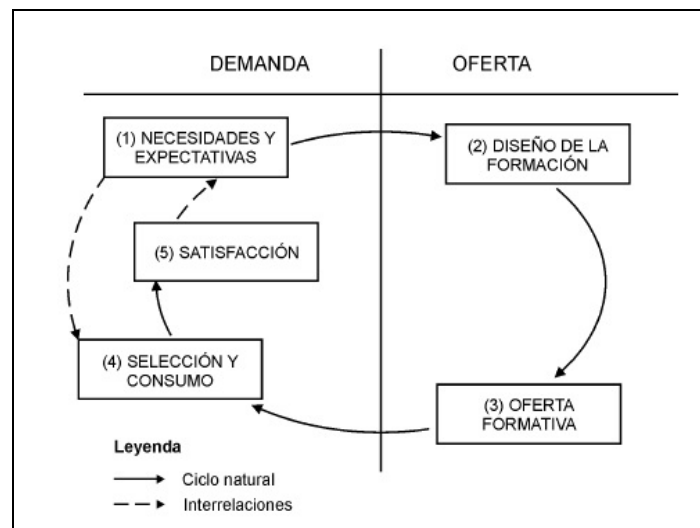 DEMANDA
OFERTA
(1) NECESIDADES Y
EXPECTATIVAS
(2) DISEÑO DE LA
FORMACIÓN
(5) SATISFACCIÓN
(4) SELECCIÓN Y
CONSUMO
(3) OFERTA
FORMATIVA
Leyenda
Ciclo natural
Interrelaciones